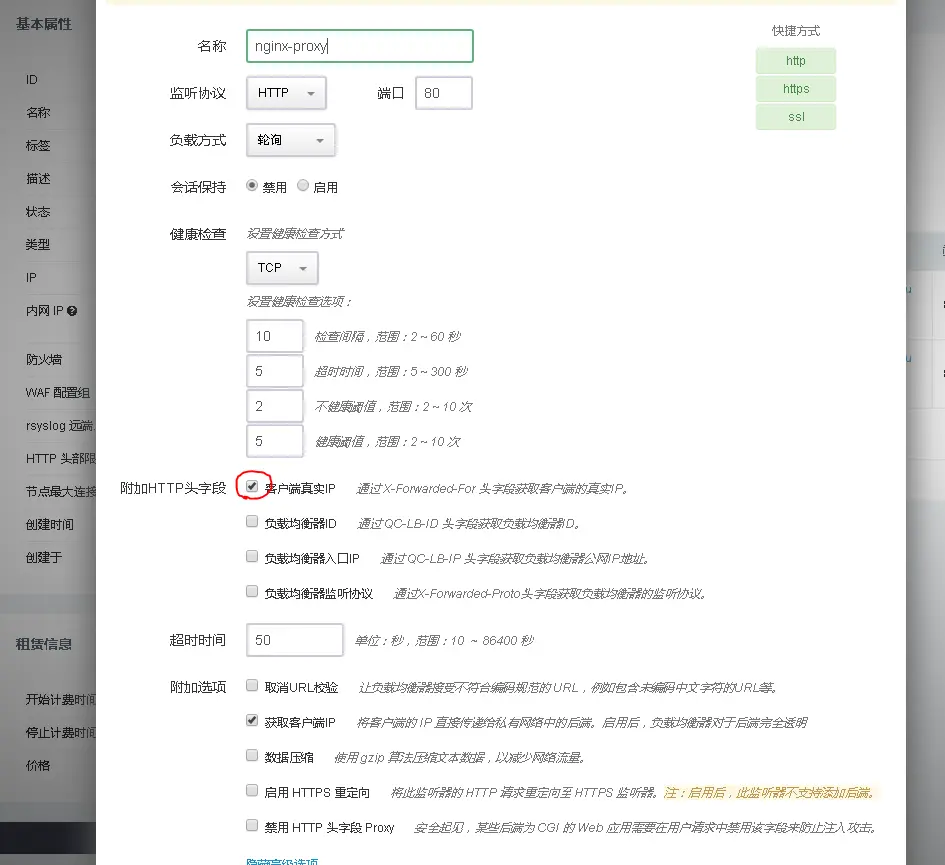 基本属性
ID
名称
标签
描述
状态
类型
IP
内网 IP
防火墙
WAF 配置组
rsyslog 远端
HTTP 头部限
节点最大连接
创建时间
创建于
租赁信息
开始计费时间
停止计费时间
价格
名称 nginx-proxy
快捷方式
http
https
ssl
监听协议 HTTP 端口 80
负载方式 轮询
会话保持 禁用 启用
健康检查 设置健康检查方式
TCP
设置健康检查选项：
10 检查间隔，范围：2 ~ 60 秒
5 超时时间，范围：5 ~ 300 秒
2 不健康阈值，范围：2 ~ 10 次
5 健康阈值，范围：2 ~ 10 次
附加HTTP头字段 客户端真实IP 通过 X-Forwarded-For 头字段获取客户端的真实IP。
负载均衡器ID 通过 QC-LB-ID 头字段获取负载均衡器ID。
负载均衡器入口IP 通过 QC-LB-IP 头字段获取负载均衡器公网IP地址。
负载均衡器监听协议 通过X-Forwarded-Proto头字段获取负载均衡器的监听协议。
超时时间 50 单位：秒，范围：10 ~ 86400 秒
附加选项 取消URL校验 让负载均衡器接受不符合编码规范的 URL，例如包含未编码中文字符的URL等。
获取客户端IP 将客户端的 IP 直接传递给私有网络中的后端。启用后，负载均衡器对于后端完全透明
数据压缩 使用 gzip 算法压缩文本数据，以减少网络流量。
启用 HTTPS 重定向 将此监听器的 HTTP 请求重定向至 HTTPS 监听器。注：启用后，此监听器不支持添加后端。
禁用 HTTP 头字段 Proxy 安全起见，某些后端为 CGI 的 Web 应用需要在用户请求中禁用该字段来防止注入攻击。
隐藏高级选项